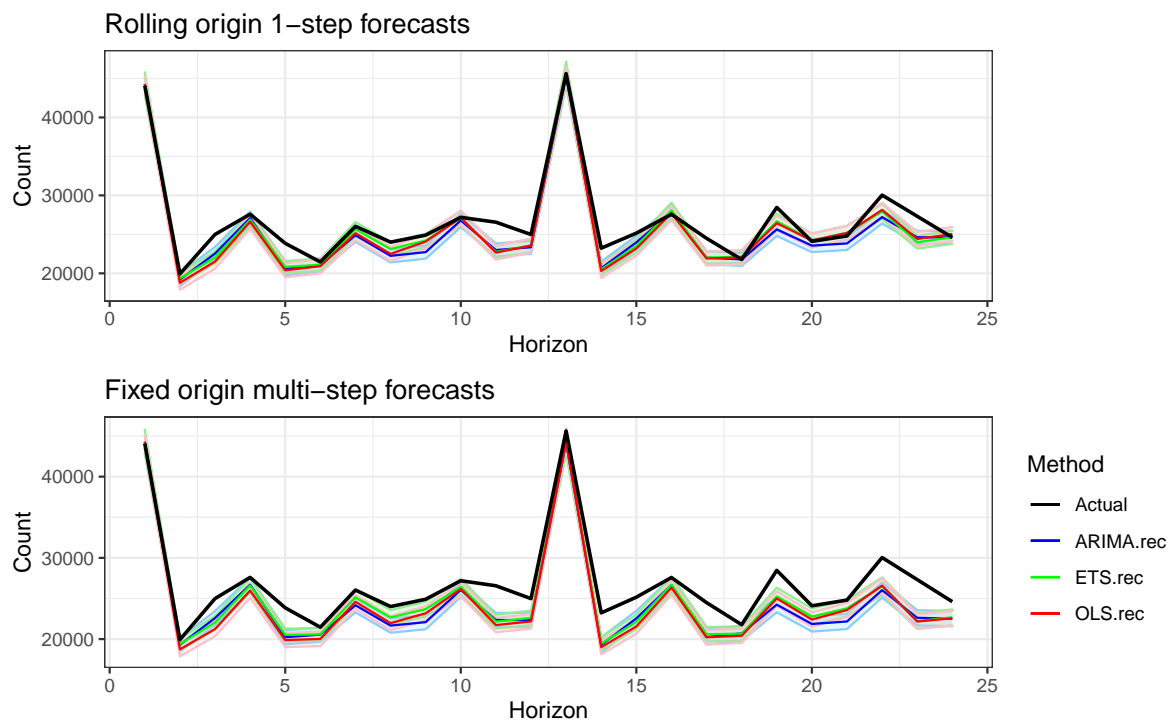 Rolling origin 1−step forecasts
40000
30000
20000
Count
0 5 10 15 20 25
Horizon
Fixed origin multi−step forecasts
40000
30000
20000
Count
0 5 10 15 20 25
Horizon
Method
Actual
ARIMA.rec
ETS.rec
OLS.rec